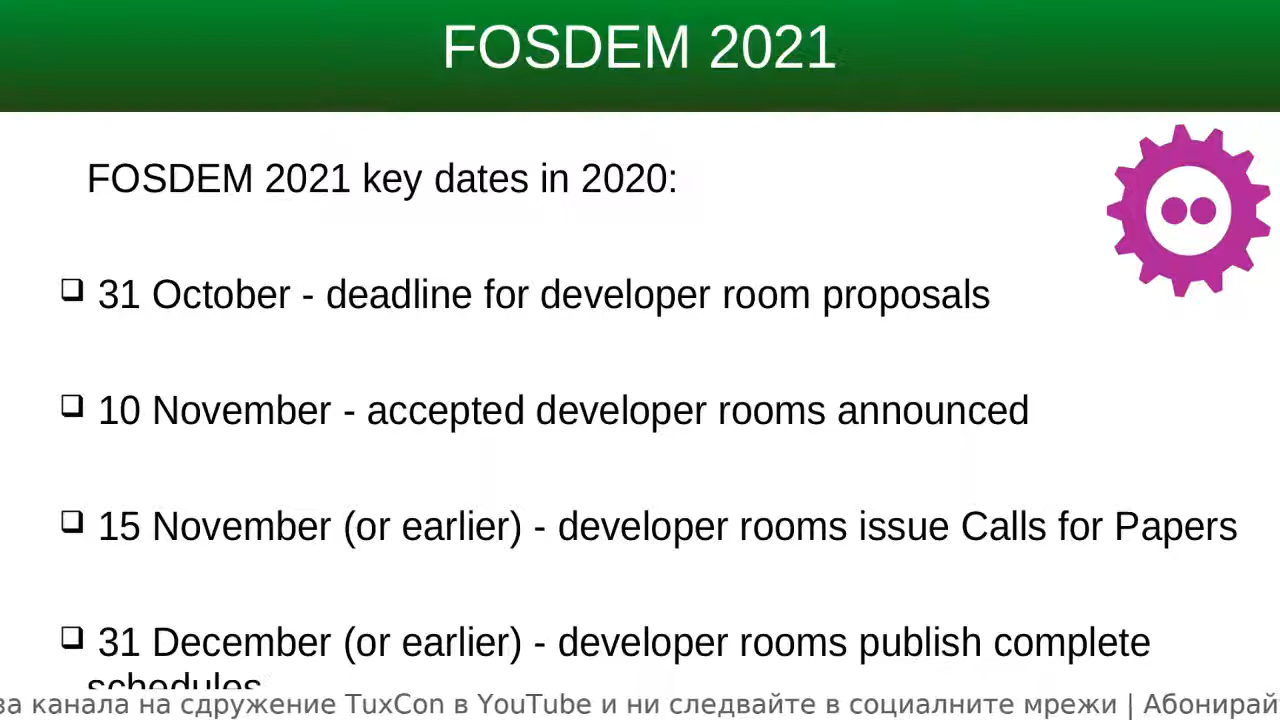 FOSDEM 2021
FOSDEM 2021 key dates in 2020:
31 October - deadline for developer room proposals
10 November - accepted developer rooms announced
15 November (or earlier) - developer rooms issue Calls for Papers
31 December (or earlier) - developer rooms publish complete
schedules
за канала на сдружение TuxCon в YouTube и ни следвайте в социалните мрежи | Абонирай